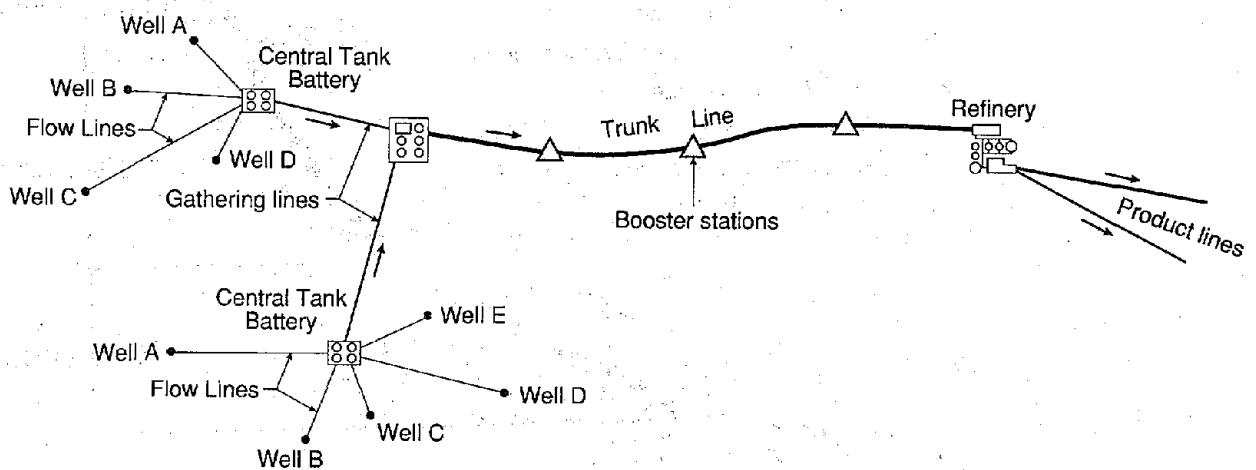 Well A
Central Tank
Battery
Well B
Flow Lines
Well D
Well C
Gathering lines
Trunk Line
Booster stations
Refinery
Product lines
Central Tank
Battery
Well E
Well A
Flow Lines
Well D
Well C
Well B